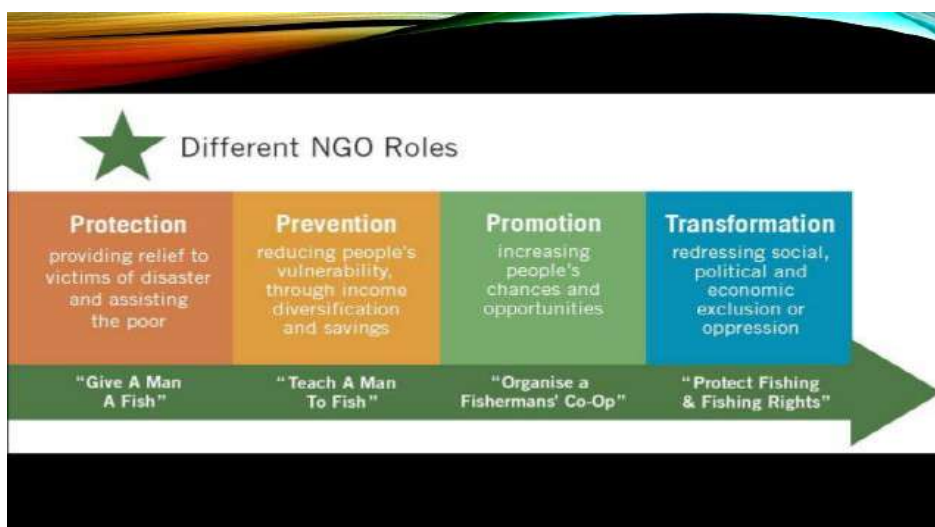 Different NGO Roles
Protection
providing relief to
victims of disaster
and assisting
the poor
Prevention
reducing people's
vulnerability,
through income
diversification
and savings
Promotion
increasing
people's
chances and
opportunities
Transformation
redressing social,
political and
economic
exclusion or
oppression
“Give A Man
A Fish”
“Teach A Man
To Fish”
“Organise a
Fishermans' Co-Op”
“Protect Fishing
& Fishing Rights”